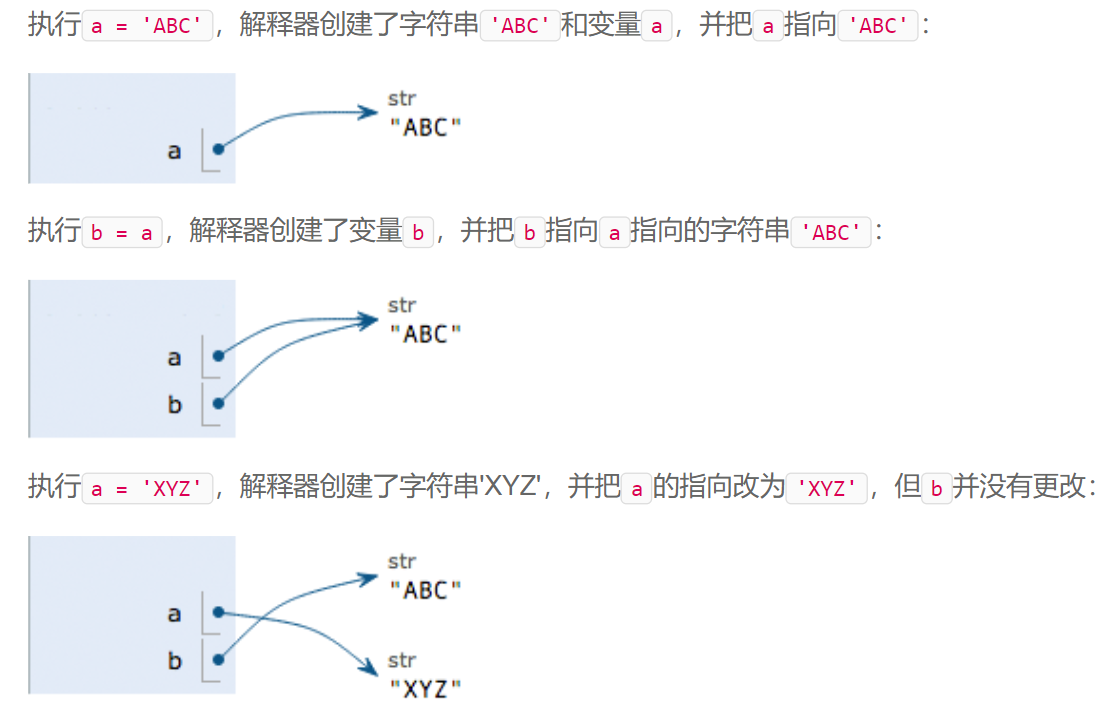 执行a = 'ABC'，解释器创建了字符串'ABC'和变量a，并把a指向'ABC'：
str
"ABC"
a
执行b = a，解释器创建了变量b，并把b指向a指向的字符串'ABC'：
str
"ABC"
a
b
执行a = 'XYZ'，解释器创建了字符串'XYZ'，并把a的指向改为'XYZ'，但b并没有更改：
str
"ABC"
a
b
str
"XYZ"